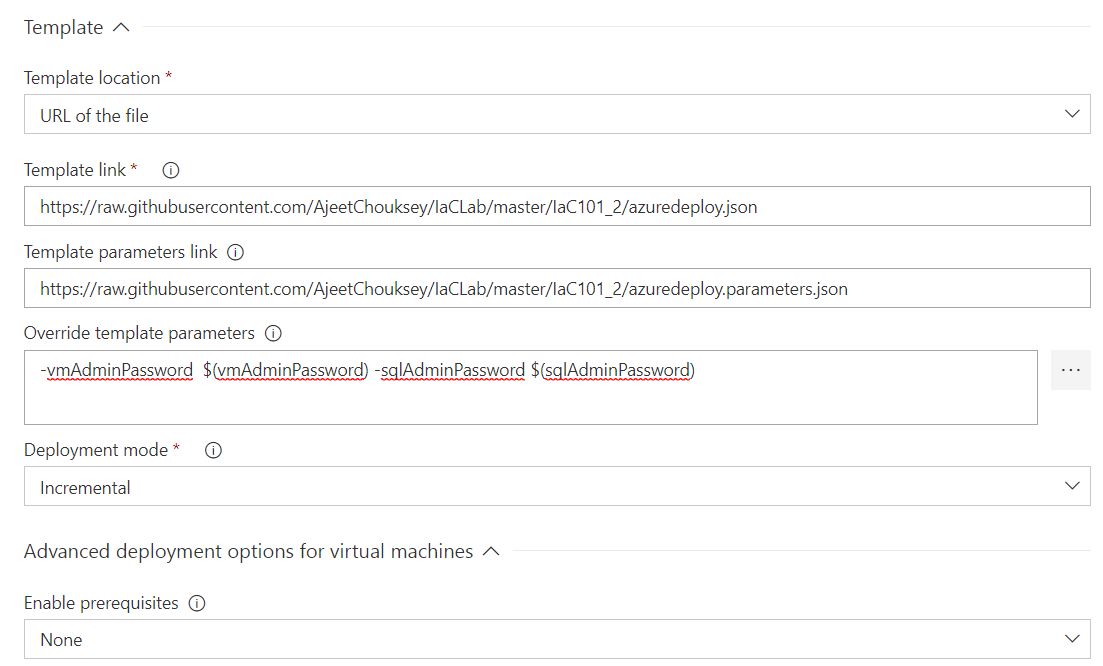 Template
Template location *
URL of the file
Template link *
https://raw.githubusercontent.com/AjeetChouksey/IaCLab/master/IaC101_2/azuredeploy.json
Template parameters link
https://raw.githubusercontent.com/AjeetChouksey/IaCLab/master/IaC101_2/azuredeploy.parameters.json
Override template parameters
-vmAdminPassword  $(vmAdminPassword) -sqlAdminPassword $(sqlAdminPassword)
...
Deployment mode *
Incremental
Advanced deployment options for virtual machines
Enable prerequisites
None